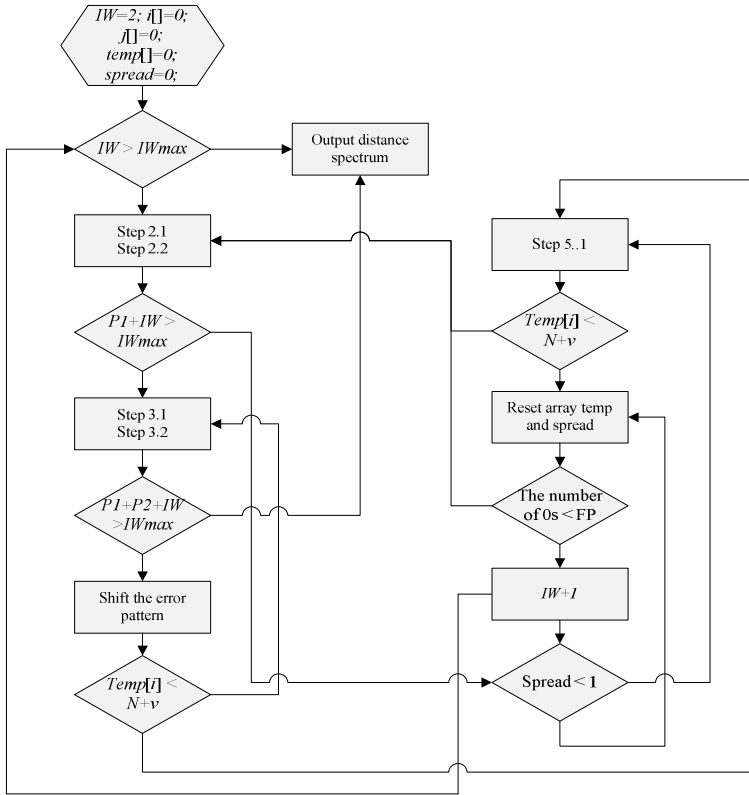 IW=2; i[]=0;
j[]=0;
temp[]=0;
spread=0;
IW > IWmax
Output distance
spectrum
Step 2.1
Step 2.2
P1+IW >
IWmax
Step 3.1
Step 3.2
P1+P2+IW
>IWmax
Shift the error
pattern
Temp[i] <
N+v
Step 5..1
Temp[i] <
N+v
Reset array temp
and spread
The number
of 0s < FP
IW+1
Spread < 1